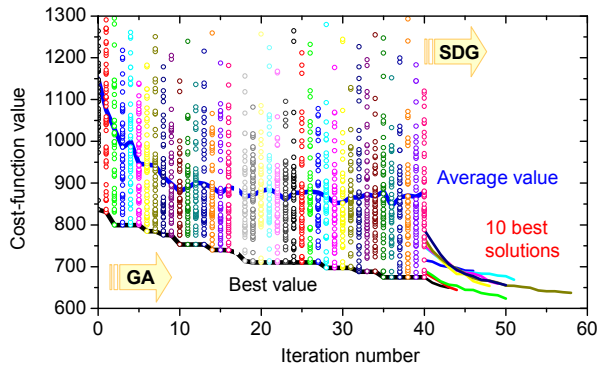 1300
1200
1100
1000
900
800
700
600
Cost-function value
SDG
Average value
10 best
solutions
GA
Best value
0
10
20
30
40
50
60
Iteration number